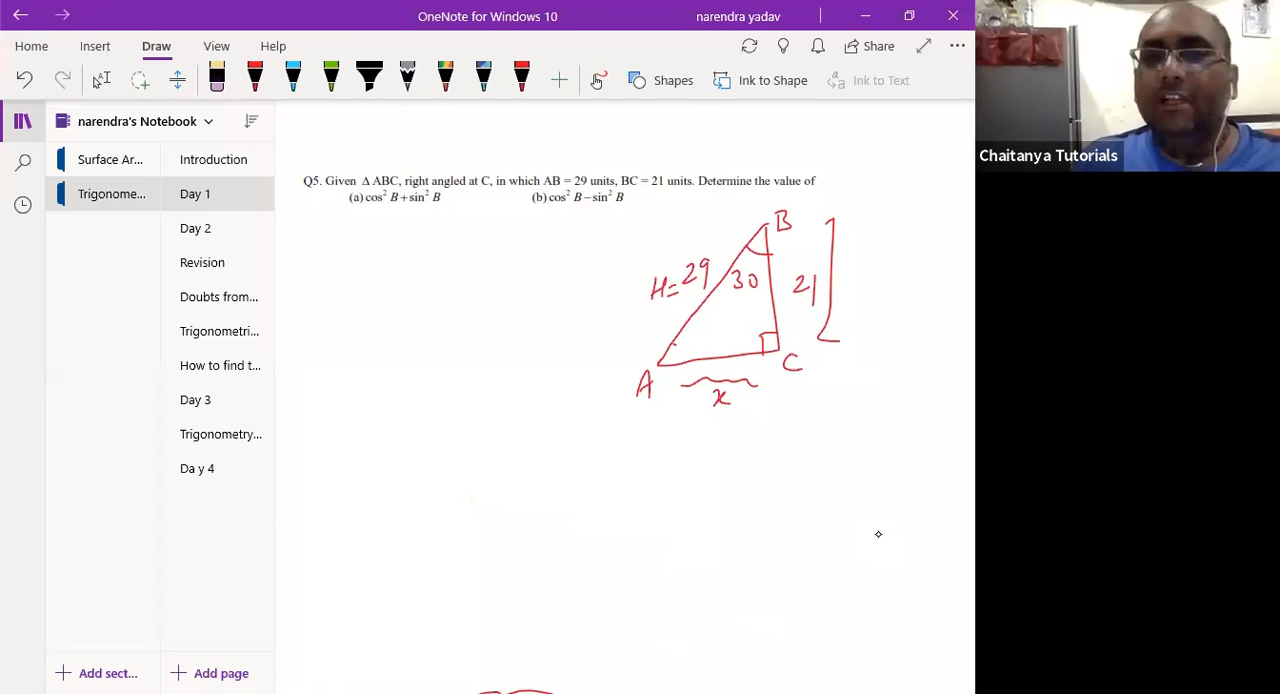 OneNote for Windows 10
narendra yadav
Home Insert Draw View Help
Share
Shapes
Ink to Shape
Ink to Text
narendra's Notebook
Surface Ar...
Trigonome...
Introduction
Day 1
Day 2
Revision
Doubts from...
Trigonometri...
How to find t...
Day 3
Trigonometry...
Da y 4
Add sect...
Add page
Q5. Given Δ ABC, right angled at C, in which AB = 29 units, BC = 21 units. Determine the value of
(a) cos² B + sin² B (b) cos² B − sin² B
B
H=29
30
21
A
C
x
Chaitanya Tutorials